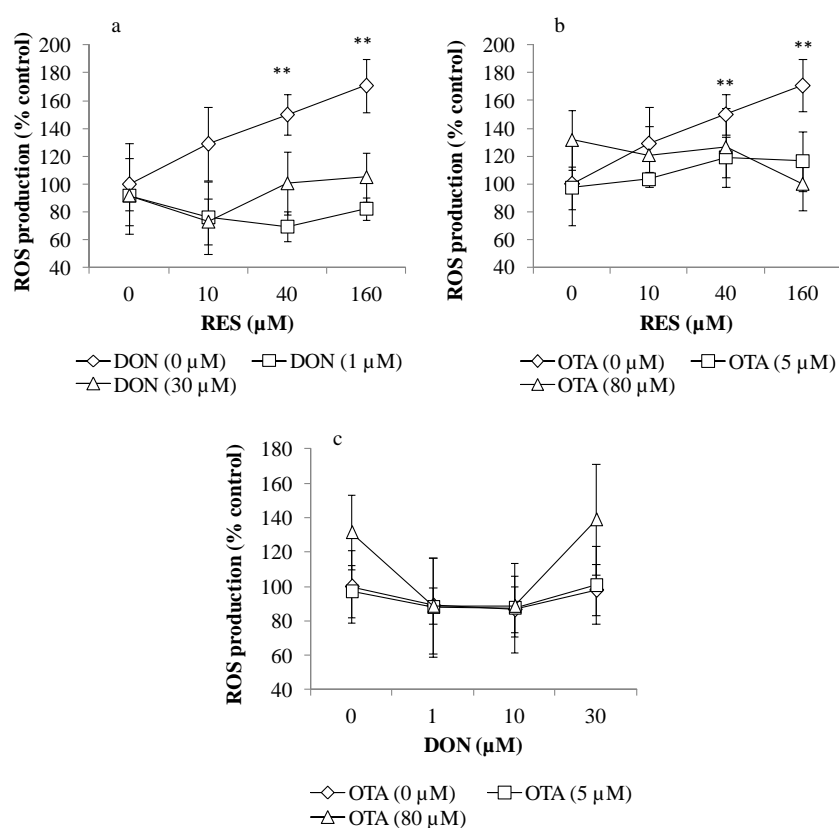 a
ROS production (% control)
200
180
160
140
120
100
80
60
40
** **
0 10 40 160
RES (µM)
DON (0 µM) DON (1 µM)
DON (30 µM)
b
ROS production (% control)
200
180
160
140
120
100
80
60
40
** **
0 10 40 160
RES (µM)
OTA (0 µM) OTA (5 µM)
OTA (80 µM)
c
ROS production (% control)
180
160
140
120
100
80
60
40
0 1 10 30
DON (µM)
OTA (0 µM) OTA (5 µM)
OTA (80 µM)